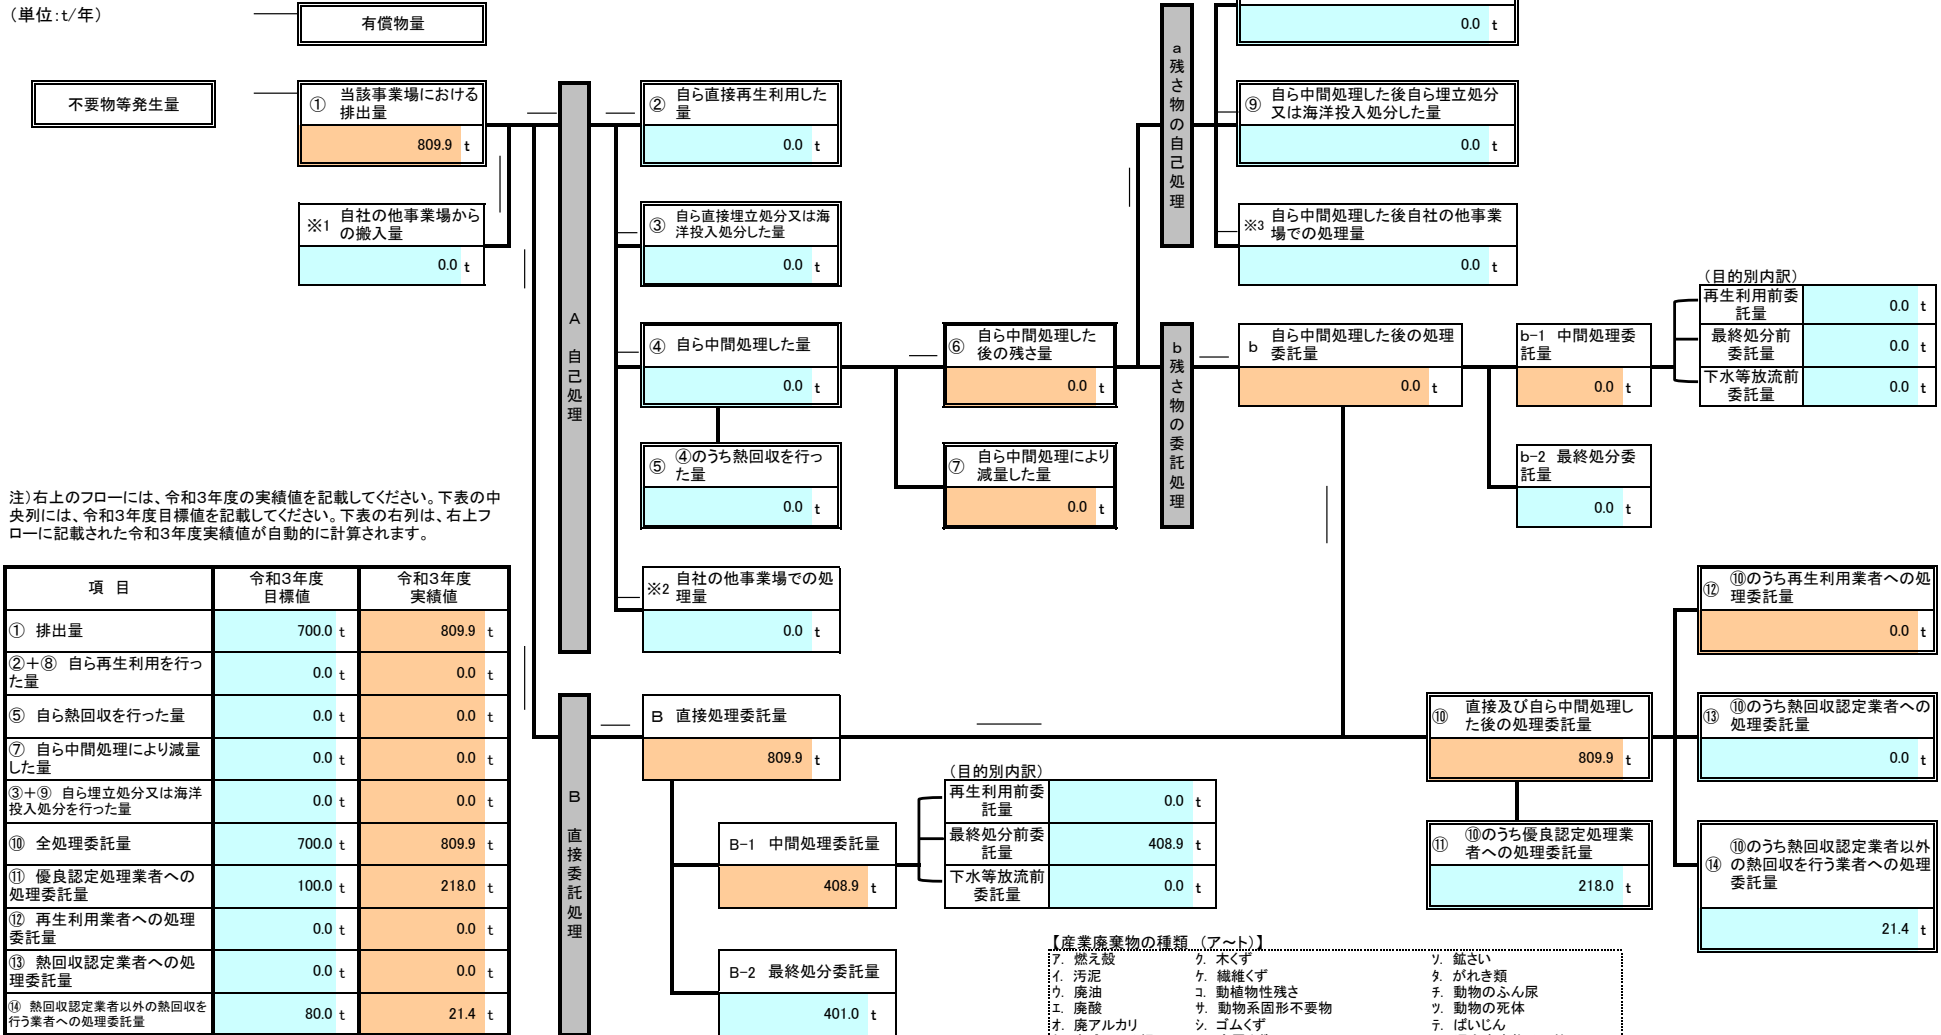 (単位:t/年)
有償物量
0.0 t
不要物等発生量
① 当該事業場における
排出量
809.9 t
② 自ら直接再生利用した
量
0.0 t
⑨ 自ら中間処理した後自ら埋立処分
又は海洋投入処分した量
0.0 t
a 残さ物の自己処理
※1 自社の他事業場から
の搬入量
0.0 t
③ 自ら直接埋立処分又は海
洋投入処分した量
0.0 t
※3 自ら中間処理した後自社の他事業
場での処理量
0.0 t
A 自己処理
④ 自ら中間処理した量
0.0 t
⑥ 自ら中間処理した
後の残さ量
0.0 t
b 残さ物の委託処理
b 自ら中間処理した後の処理
委託量
0.0 t
b-1 中間処理委
託量
0.0 t
(目的別内訳)
再生利用前委
託量
0.0 t
最終処分前
委託量
0.0 t
下水等放流前
委託量
0.0 t
⑤ ④のうち熱回収を行っ
た量
0.0 t
⑦ 自ら中間処理により
減量した量
0.0 t
b-2 最終処分委
託量
0.0 t
注)右上のフローには、令和3年度の実績値を記載してください。下表の中
央列には、令和3年度目標値を記載してください。下表の右列は、右上フ
ローに記載された令和3年度実績値が自動的に計算されます。
※2 自社の他事業場での処
理量
0.0 t
項 目
令和3年度
目標値
令和3年度
実績値
① 排出量 700.0 t 809.9 t
②+⑧ 自ら再生利用を行っ
た量 0.0 t 0.0 t
⑤ 自ら熱回収を行った量 0.0 t 0.0 t
⑦ 自ら中間処理により減量
した量 0.0 t 0.0 t
③+⑨ 自ら埋立処分又は海洋
投入処分を行った量 0.0 t 0.0 t
⑩ 全処理委託量 700.0 t 809.9 t
⑪ 優良認定処理業者への
処理委託量 100.0 t 218.0 t
⑫ 再生利用業者への処理
委託量 0.0 t 0.0 t
⑬ 熱回収認定業者への処
理委託量 0.0 t 0.0 t
⑭ 熱回収認定業者以外の熱回収を
行う業者への処理委託量 80.0 t 21.4 t
B 直接委託処理
B 直接処理委託量
809.9 t
B-1 中間処理委託量
408.9 t
(目的別内訳)
再生利用前委
託量
0.0 t
最終処分前委
託量
408.9 t
下水等放流前
委託量
0.0 t
B-2 最終処分委託量
401.0 t
⑩ 直接及び自ら中間処理し
た後の処理委託量
809.9 t
⑪ ⑩のうち優良認定処理業
者への処理委託量
218.0 t
⑫ ⑩のうち再生利用業者への処
理委託量
0.0 t
⑬ ⑩のうち熱回収認定業者への
処理委託量
0.0 t
⑭ ⑩のうち熱回収認定業者以外
の熱回収を行う業者への処理
委託量
21.4 t
【産業廃棄物の種類 (ア~ト)】
ア. 燃え殻 ク. 木くず ソ. 鉱さい
イ. 汚泥 ケ. 繊維くず タ. がれき類
ウ. 廃油 コ. 動植物性残さ チ. 動物のふん尿
エ. 廃酸 サ. 動物系固形不要物 ツ. 動物の死体
オ. 廃アルカリ シ. ゴムくず テ. ばいじん